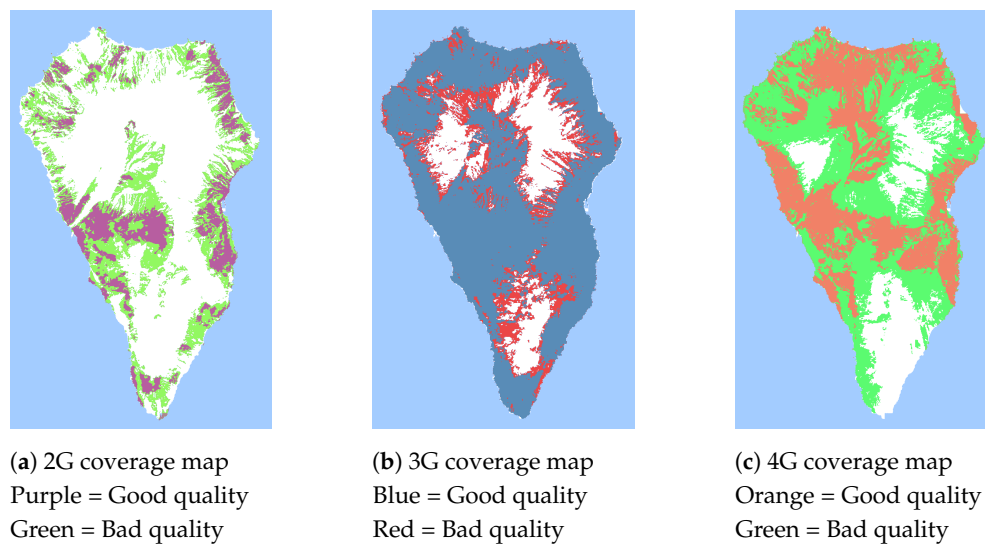 (a) 2G coverage map
Purple = Good quality
Green = Bad quality
(b) 3G coverage map
Blue = Good quality
Red = Bad quality
(c) 4G coverage map
Orange = Good quality
Green = Bad quality